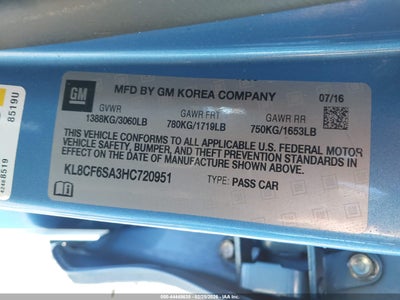 GM
MFD BY GM KOREA COMPANY
07/16
GVWR GAWR FRT GAWR RR
1388KG/3060LB 780KG/1719LB 750KG/1653LB
THIS VEHICLE CONFORMS TO ALL APPLICABLE U.S. FEDERAL MOTOR
VEHICLE SAFETY, BUMPER, AND THEFT PREVENTION STANDARDS
IN EFFECT ON THE DATE OF MANUFACTURE SHOWN ABOVE.
KL8CF6SA3HC720951 TYPE: PASS CAR
85190